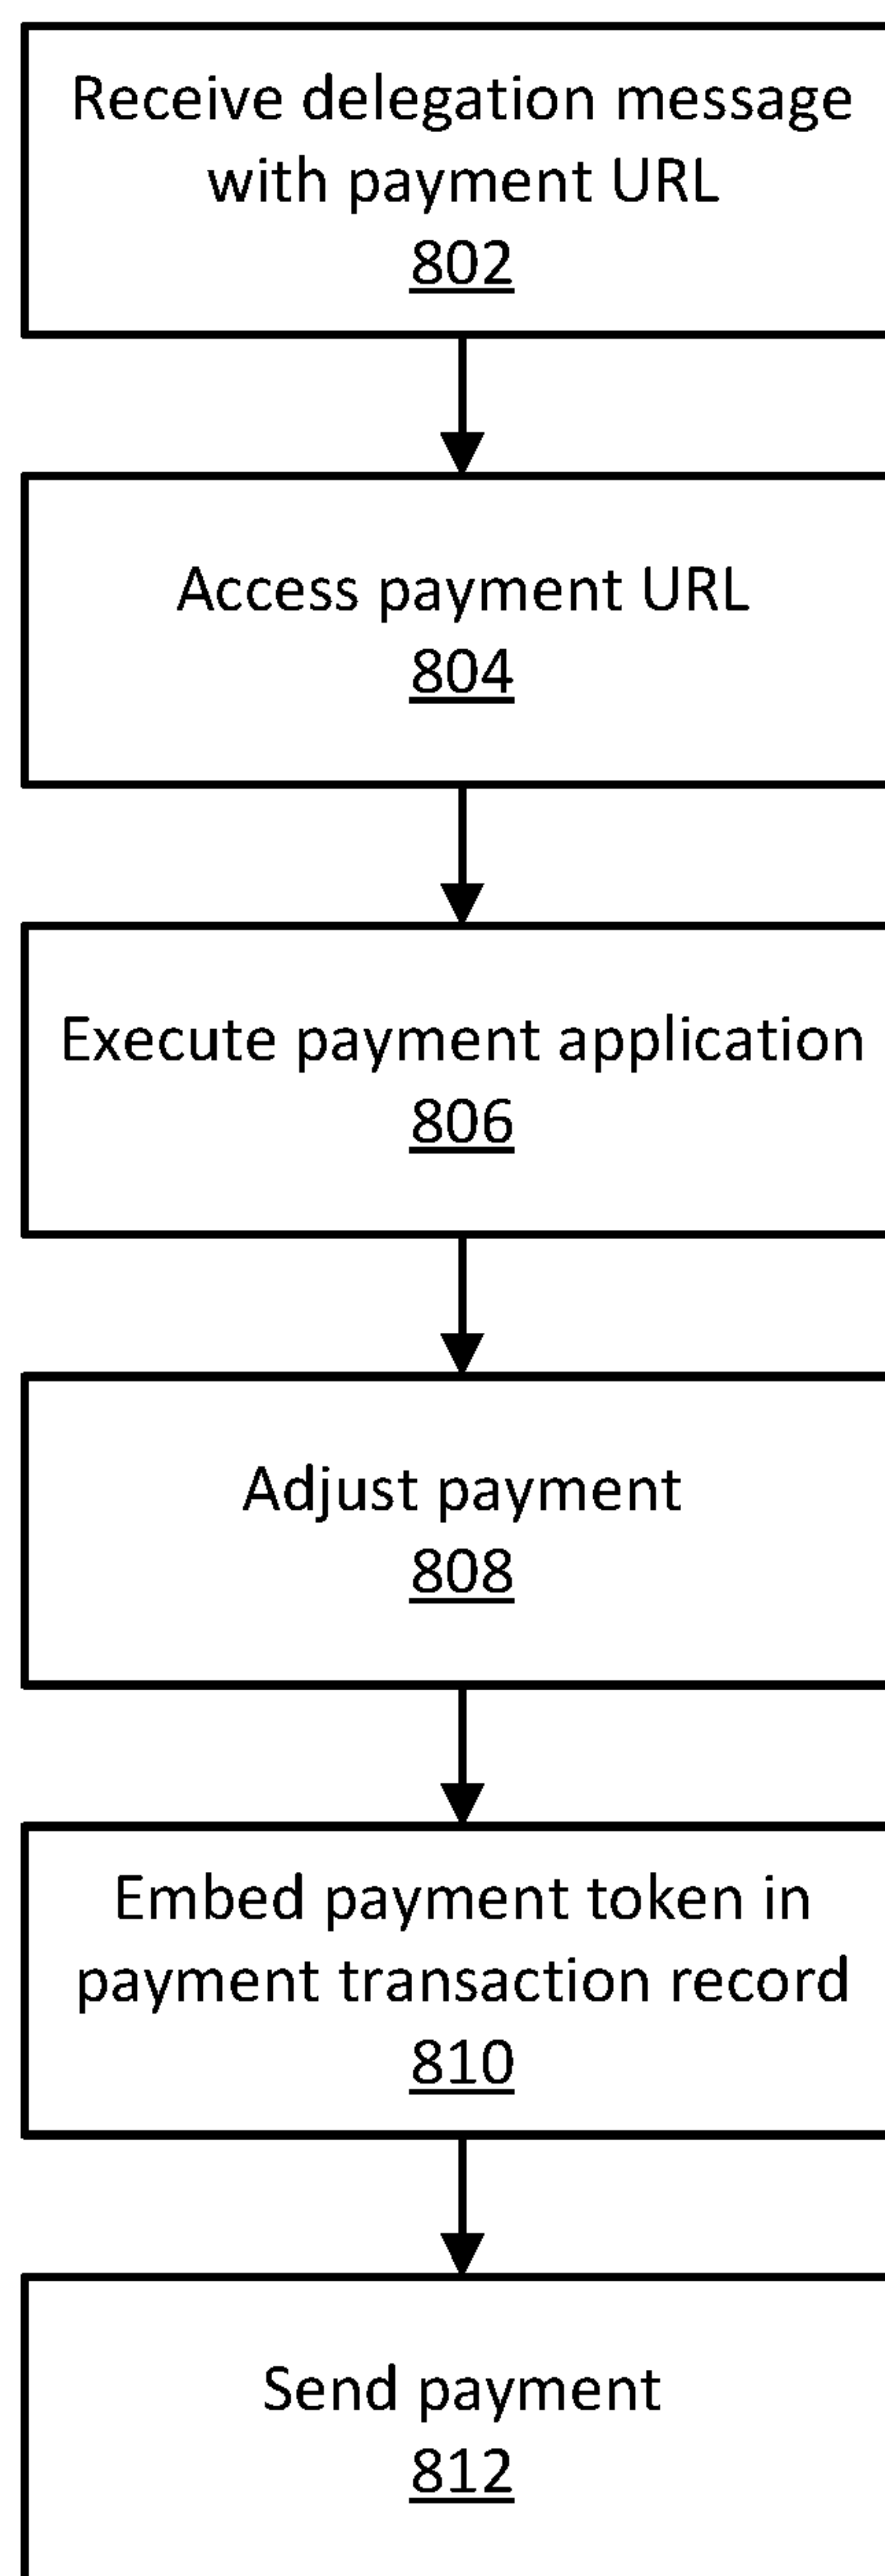 Receive delegation message
with payment URL
802
Access payment URL
804
Execute payment application
806
Adjust payment
808
Embed payment token in
payment transaction record
810
Send payment
812